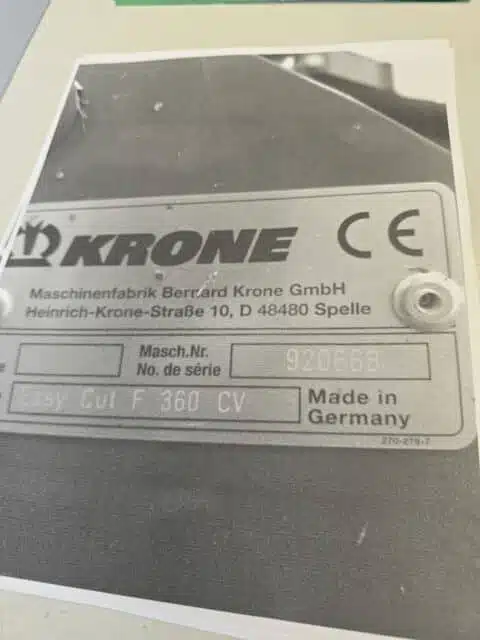 KRONE CE
Maschinenfabrik Bernard Krone GmbH
Heinrich-Krone-Straße 10, D 48480 Spelle
Masch.Nr.
No. de série
920668
Easy Cut F 360 CV
Made in
Germany
270-279-7